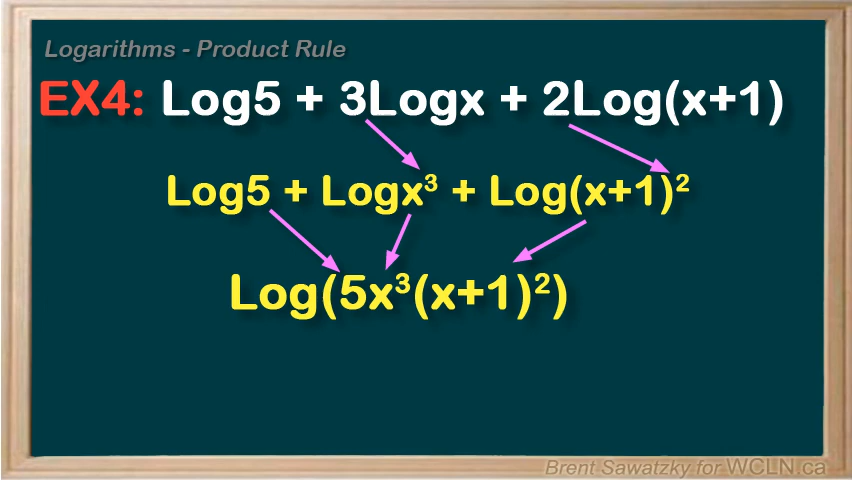 Logarithms - Product Rule
EX4: Log5 + 3Logx + 2Log(x+1)
Log5 + Logx³ + Log(x+1)²
Log(5x³(x+1)²)
Brent Sawatzky for WCLN.ca